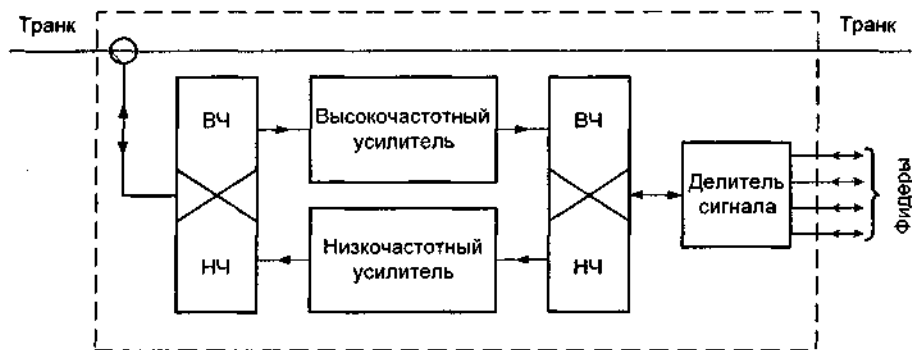 Транк
Транк
ВЧ
Высокочастотный
усилитель
ВЧ
Делитель
сигнала
Фидеры
НЧ
Низкочастотный
усилитель
НЧ